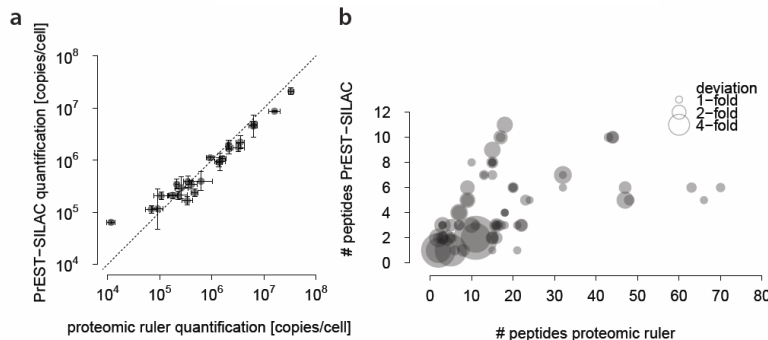 a
PrEST−SILAC quantification [copies/cell]
10⁸
10⁷
10⁶
10⁵
10⁴
10⁴ 10⁵ 10⁶ 10⁷ 10⁸
proteomic ruler quantification [copies/cell]
b
# peptides PrEST−SILAC
12
10
8
6
4
2
0
0 10 20 30 40 50 60 70 80
# peptides proteomic ruler
deviation
1−fold
2−fold
4−fold